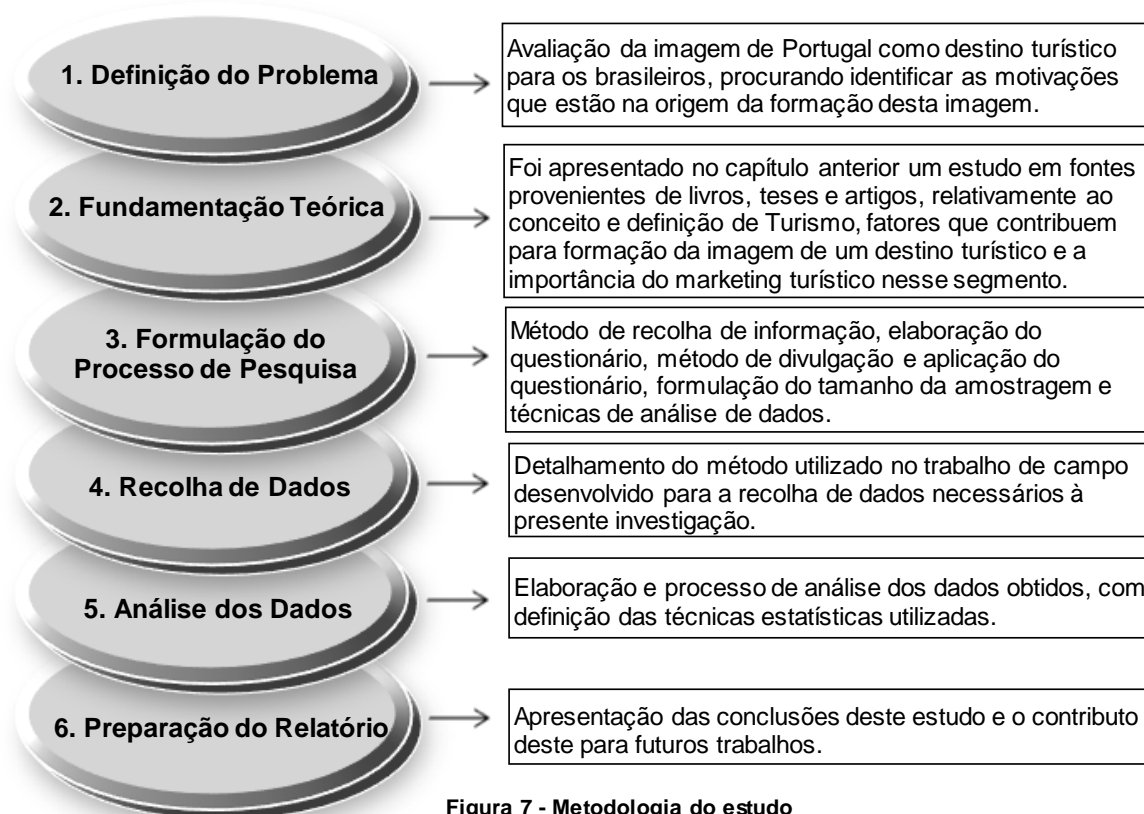 1. Definição do Problema
Avaliação da imagem de Portugal como destino turístico
para os brasileiros, procurando identificar as motivações
que estão na origem da formação desta imagem.
2. Fundamentação Teórica
Foi apresentado no capítulo anterior um estudo em fontes
provenientes de livros, teses e artigos, relativamente ao
conceito e definição de Turismo, fatores que contribuem
para formação da imagem de um destino turístico e a
importância do marketing turístico nesse segmento.
3. Formulação do
Processo de Pesquisa
Método de recolha de informação, elaboração do
questionário, método de divulgação e aplicação do
questionário, formulação do tamanho da amostragem e
técnicas de análise de dados.
4. Recolha de Dados
Detalhamento do método utilizado no trabalho de campo
desenvolvido para a recolha de dados necessários à
presente investigação.
5. Análise dos Dados
Elaboração e processo de análise dos dados obtidos, com
definição das técnicas estatísticas utilizadas.
6. Preparação do Relatório
Apresentação das conclusões deste estudo e o contributo
deste para futuros trabalhos.
Figura 7 - Metodologia do estudo